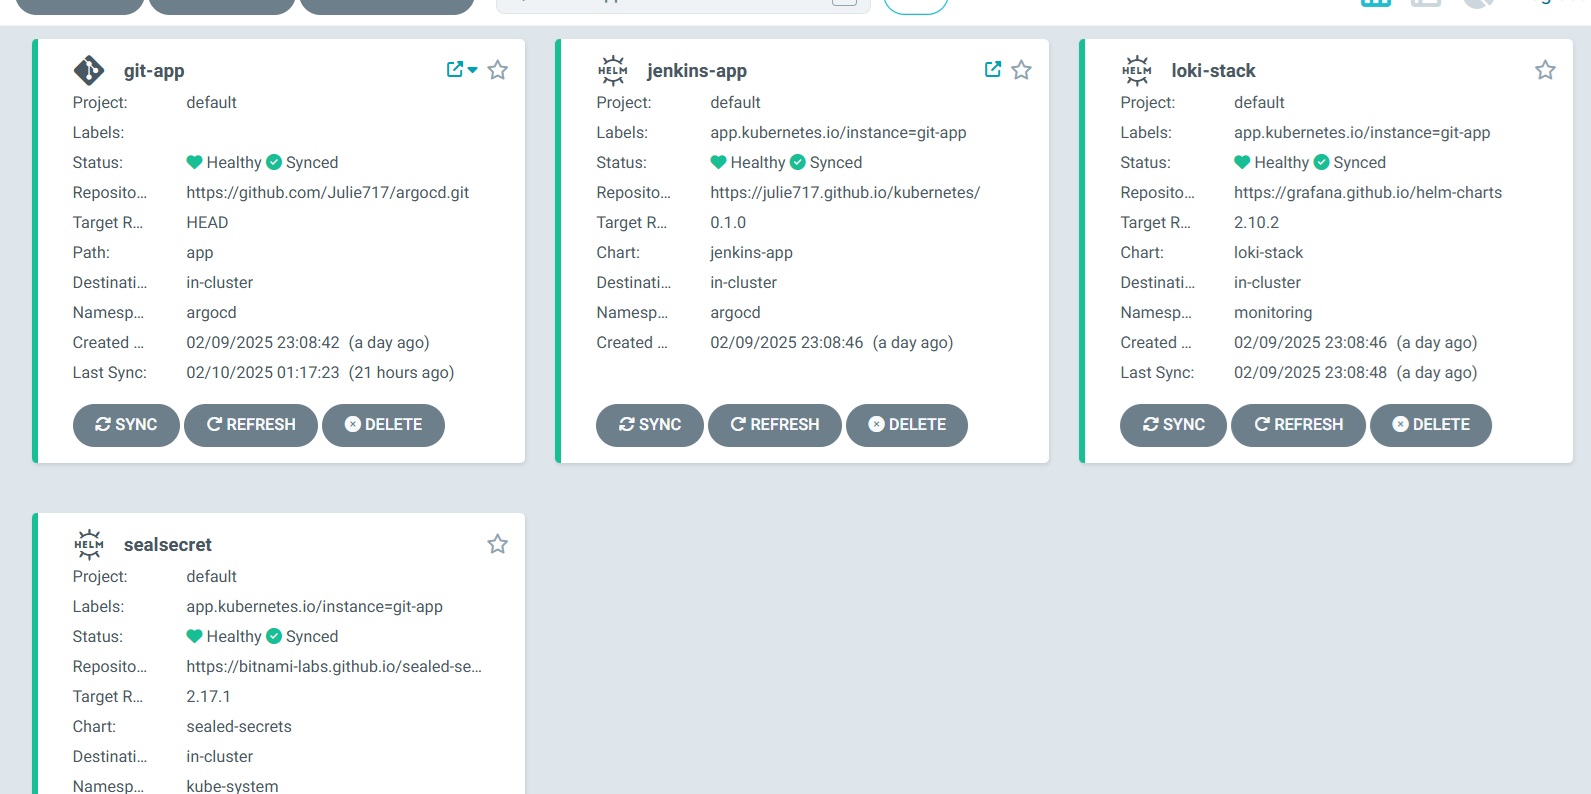 git-app
Project: default
Labels:
Status: Healthy Synced
Reposito... https://github.com/Julie717/argocd.git
Target R... HEAD
Path: app
Destinati... in-cluster
Namesp... argocd
Created ... 02/09/2025 23:08:42 (a day ago)
Last Sync: 02/10/2025 01:17:23 (21 hours ago)
SYNC REFRESH DELETE
HELM jenkins-app
Project: default
Labels: app.kubernetes.io/instance=git-app
Status: Healthy Synced
Reposito... https://julie717.github.io/kubernetes/
Target R... 0.1.0
Chart: jenkins-app
Destinati... in-cluster
Namesp... argocd
Created ... 02/09/2025 23:08:46 (a day ago)
SYNC REFRESH DELETE
HELM loki-stack
Project: default
Labels: app.kubernetes.io/instance=git-app
Status: Healthy Synced
Reposito... https://grafana.github.io/helm-charts
Target R... 2.10.2
Chart: loki-stack
Destinati... in-cluster
Namesp... monitoring
Created ... 02/09/2025 23:08:46 (a day ago)
Last Sync: 02/09/2025 23:08:48 (a day ago)
SYNC REFRESH DELETE
HELM sealsecret
Project: default
Labels: app.kubernetes.io/instance=git-app
Status: Healthy Synced
Reposito... https://bitnami-labs.github.io/sealed-se...
Target R... 2.17.1
Chart: sealed-secrets
Destinati... in-cluster
Namesp... kube-system